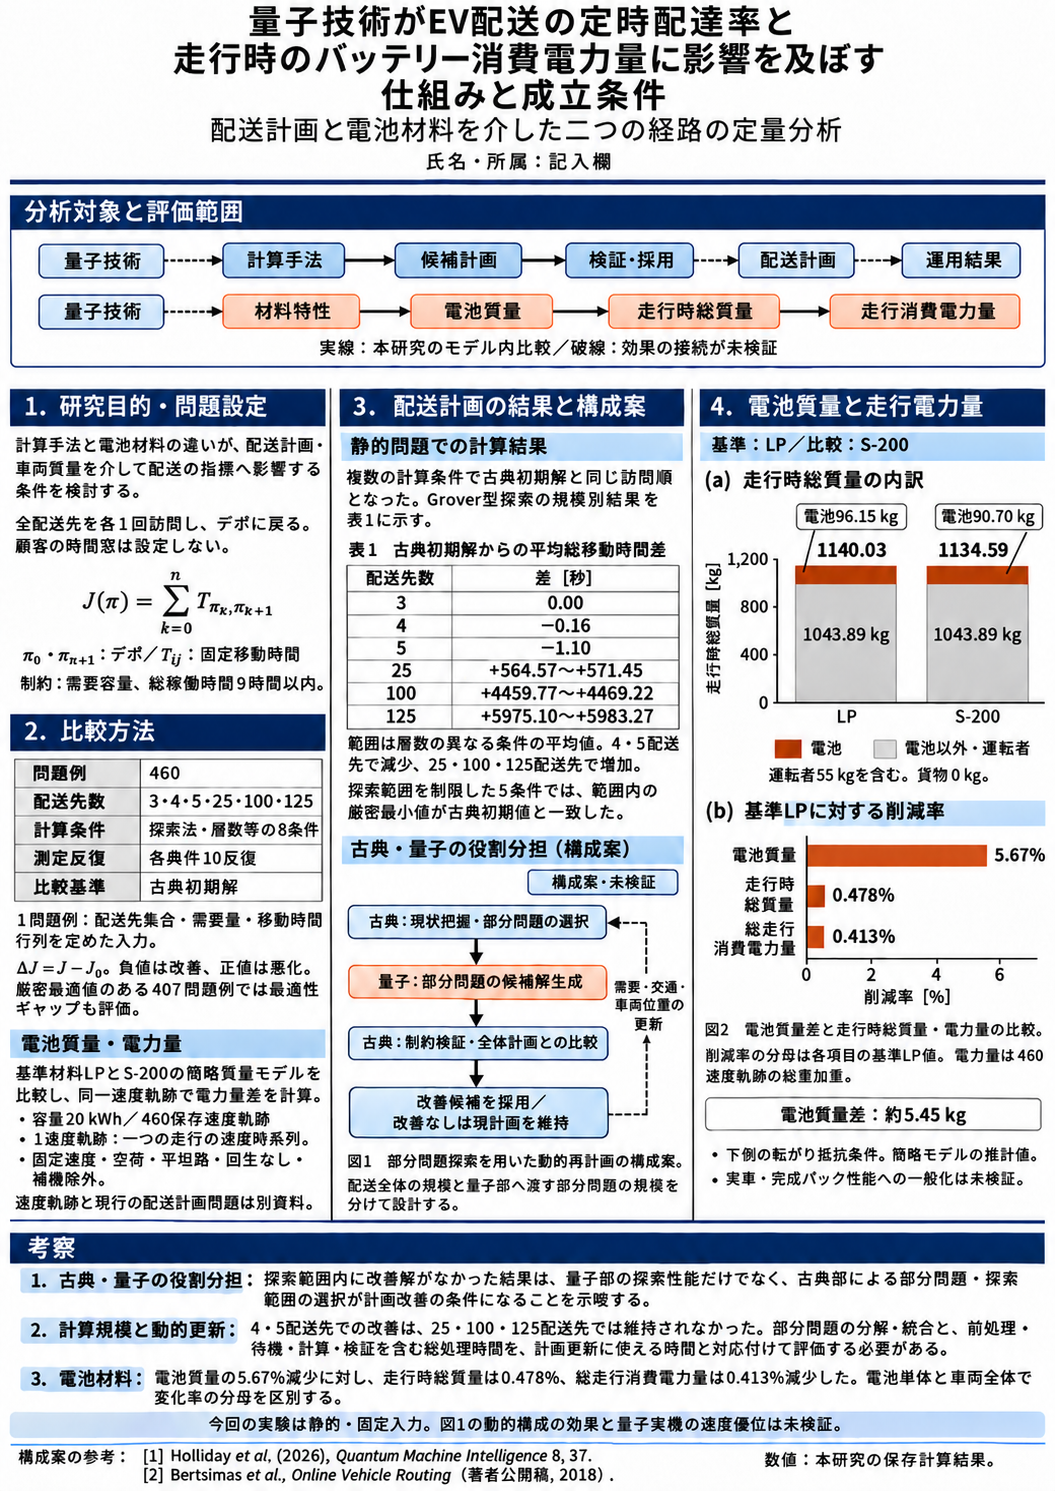 量子技術がEV配送の定時配達率と
走行時のバッテリー消費電力量に影響を及ぼす
仕組みと成立条件
配送計画と電池材料を介した二つの経路の定量分析
氏名・所属：記入欄
分析対象と評価範囲
量子技術 計算手法 候補計画 検証・採用 配送計画 運用結果
量子技術 材料特性 電池質量 走行時総質量 走行消費電力量
実線：本研究のモデル内比較／破線：効果の接続が未検証
1. 研究目的・問題設定
計算手法と電池材料の違いが、配送計画・
車両質量を介して配送の指標へ影響する
条件を検討する。
全配送先を各1回訪問し、デポに戻る。
顧客の時間窓は設定しない。
J(π) = ∑_{k=0}^{n} T_{π_k,π_{k+1}}
π₀・π_{n+1}：デポ／T_{ij}：固定移動時間
制約：需要容量、総稼働時間9時間以内。
2. 比較方法
問題例 460
配送先数 3・4・5・25・100・125
計算条件 探索法・層数等の8条件
測定反復 各典件10反復
比較基準 古典初期解
1問題例：配送先集合・需要量・移動時間
行列を定めた入力。
ΔJ = J − J₀。負値は改善、正値は悪化。
厳密最適値のある407問題例では最適性
ギャップも評価。
電池質量・電力量
基準材料LPとS-200の簡略質量モデルを
比較し、同一速度軌跡で電力量差を計算。
・容量20 kWh／460保存速度軌跡
・1速度軌跡：一つの走行の速度時系列。
・固定速度・空荷・平坦路・回生なし・
補機除外。
速度軌跡と現行の配送計画問題は別資料。
3. 配送計画の結果と構成案
静的問題での計算結果
複数の計算条件で古典初期解と同じ訪問順
となった。Grover型探索の規模別結果を
表1に示す。
表1 古典初期解からの平均総移動時間差
配送先数 差［秒］
3 0.00
4 −0.16
5 −1.10
25 +564.57〜+571.45
100 +4459.77〜+4469.22
125 +5975.10〜+5983.27
範囲は層数の異なる条件の平均値。4・5配送
先で減少、25・100・125配送先で増加。
探索範囲を制限した5条件では、範囲内の
厳密最小値が古典初期値と一致した。
古典・量子の役割分担（構成案）
構成案・未検証
古典：現状把握・部分問題の選択
量子：部分問題の候補解生成
古典：制約検証・全体計画との比較
改善候補を採用／
改善なしは現計画を維持
需要・交通・
車両位置の
更新
図1 部分問題探索を用いた動的再計画の構成案。
配送全体の規模と量子部へ渡す部分問題の規模を
分けて設計する。
4. 電池質量と走行電力量
基準：LP／比較：S-200
(a) 走行時総質量の内訳
電池96.15 kg 電池90.70 kg
1140.03 1134.59
走行時総質量 [kg]
1,200
800
400
0
1043.89 kg 1043.89 kg
LP S-200
電池 電池以外・運転者
運転者55 kgを含む。貨物0 kg。
(b) 基準LPに対する削減率
電池質量 5.67%
走行時
総質量 0.478%
総走行
消費電力量 0.413%
0 2 4 6
削減率［%］
図2 電池質量差と走行時総質量・電力量の比較。
削減率の分母は各項目の基準LP値。電力量は460
速度軌跡の総重加重。
電池質量差：約5.45 kg
・下例の転がり抵抗条件。簡略モデルの推計値。
・実車・完成パック性能への一般化は未検証。
考察
1. 古典・量子の役割分担： 探索範囲内に改善解がなかった結果は、量子部の探索性能だけでなく、古典部による部分問題・探索
範囲の選択が計画改善の条件になることを示唆する。
2. 計算規模と動的更新： 4・5配送先での改善は、25・100・125配送先では維持されなかった。部分問題の分解・統合と、前処理・
待機・計算・検証を含む総処理時間を、計画更新に使える時間と対応付けて評価する必要がある。
3. 電池材料： 電池質量の5.67%減少に対し、走行時総質量は0.478%、総走行消費電力量は0.413%減少した。電池単体と車両全体で
変化率の分母を区別する。
今回の実験は静的・固定入力。図1の動的構成の効果と量子実機の速度優位は未検証。
構成案の参考： [1] Holliday et al, (2026), Quantum Machine Intelligence 8, 37.
[2] Bertsimas et al., Online Vehicle Routing（著者公開稿, 2018）.
数値：本研究の保存計算結果。